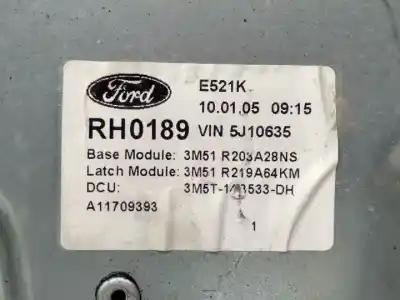 Ford
E521K
10.01.05 09:15
RH0189 VIN 5J10635
Base Module: 3M51 R203A28NS
Latch Module: 3M51 R219A64KM
DCU: 3M5T-14B533-DH
A11709393
1